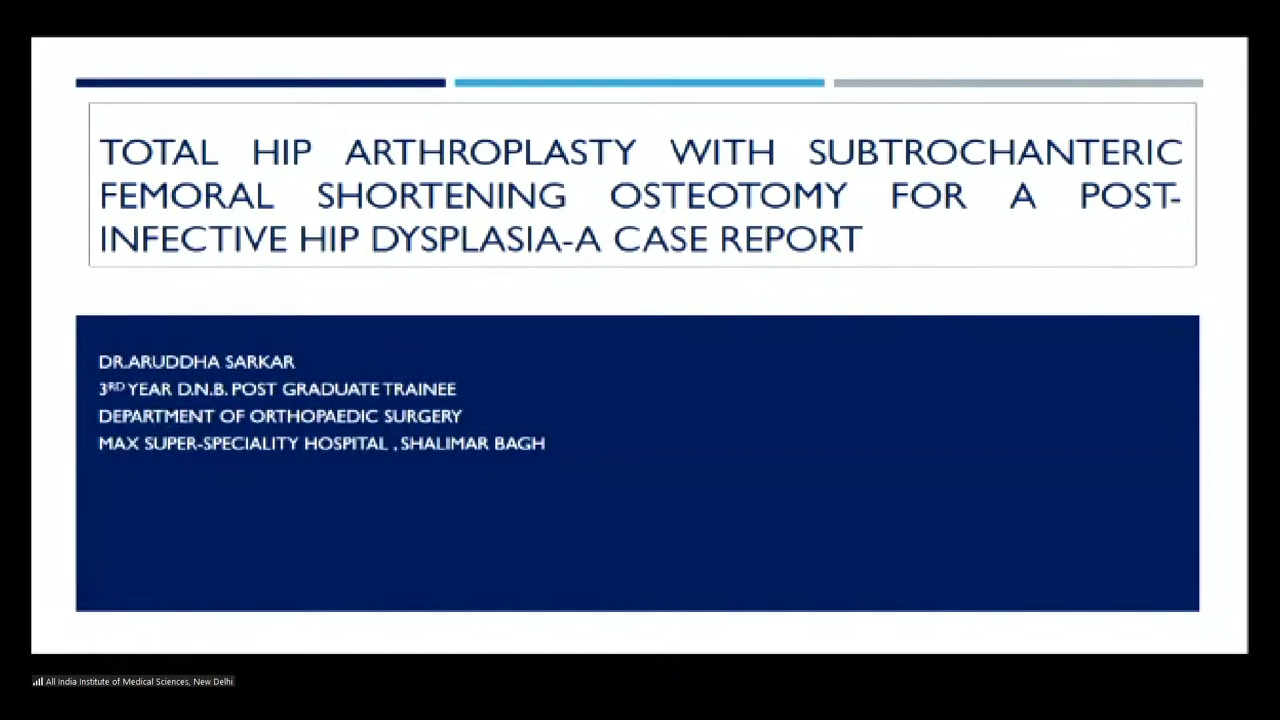 TOTAL HIP ARTHROPLASTY WITH SUBTROCHANTERIC
FEMORAL SHORTENING OSTEOTOMY FOR A POST-
INFECTIVE HIP DYSPLASIA-A CASE REPORT
DR.ARUDDHA SARKAR
3RD YEAR D.N.B. POST GRADUATE TRAINEE
DEPARTMENT OF ORTHOPAEDIC SURGERY
MAX SUPER-SPECIALITY HOSPITAL , SHALIMAR BAGH
All India Institute of Medical Sciences, New Delhi